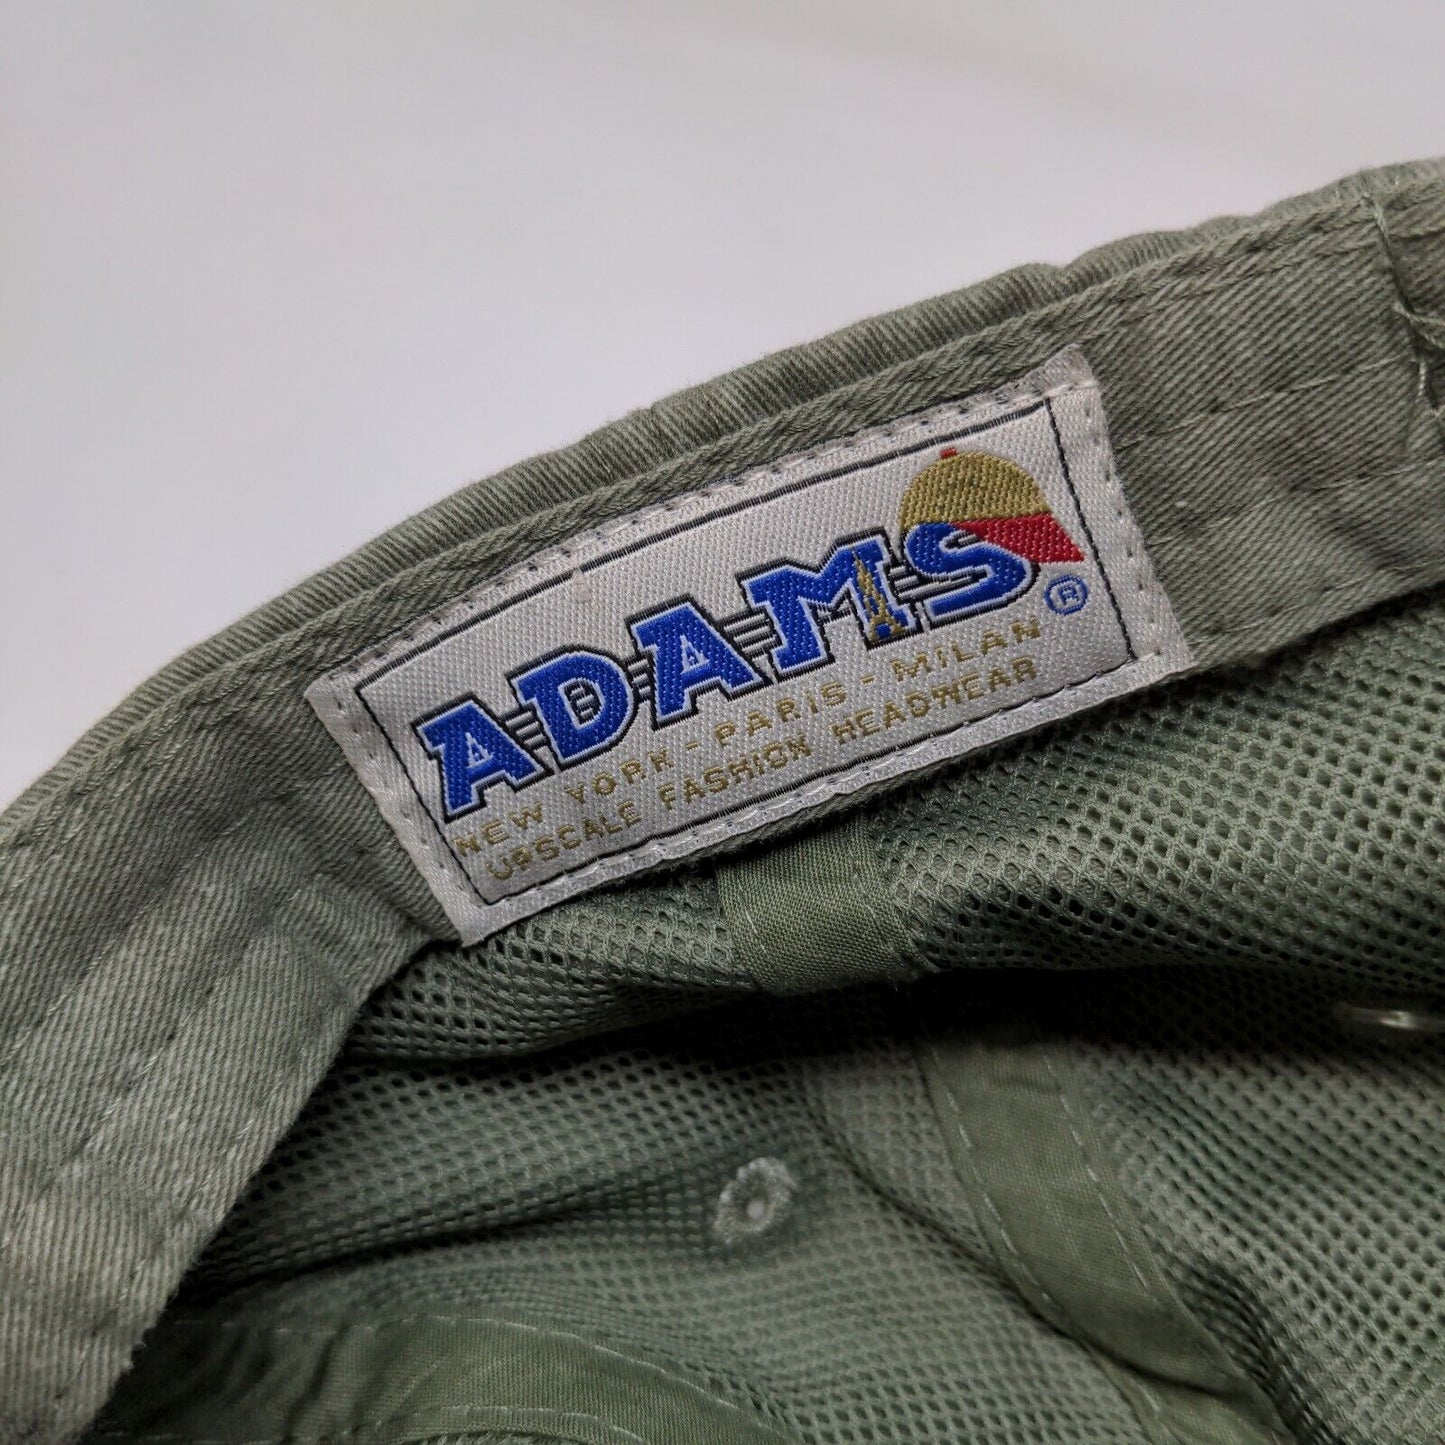 ADAMS ®
NEW YORK - PARIS - MILAN
UPSCALE FASHION HEADWEAR